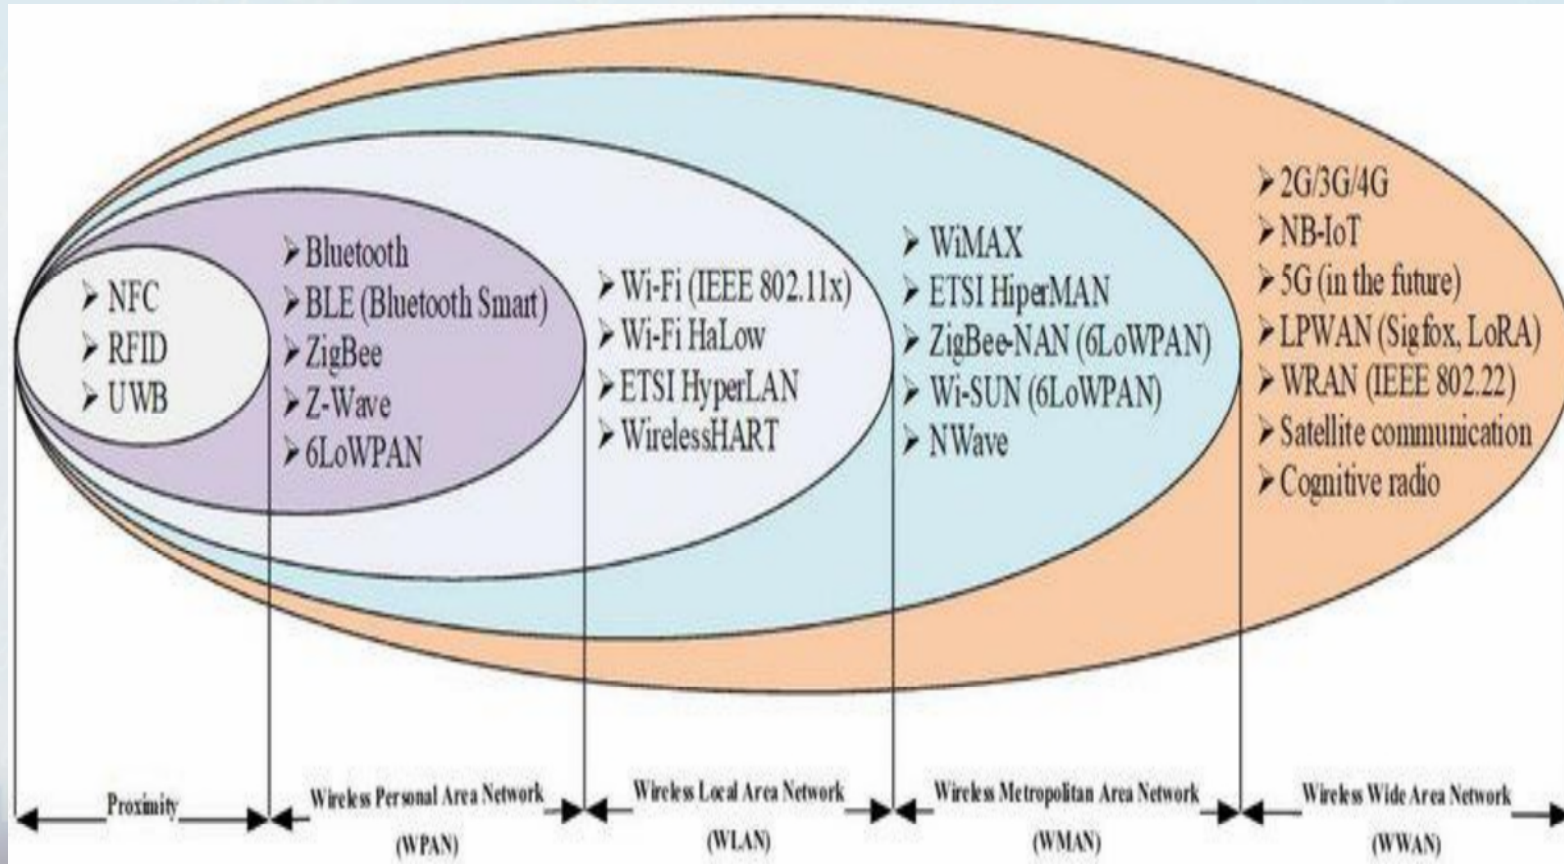 NFC
RFID
UWB
Bluetooth
BLE (Bluetooth Smart)
ZigBee
Z-Wave
6LoWPAN
Wi-Fi (IEEE 802.11x)
Wi-Fi HaLow
ETSI HyperLAN
WirelessHART
WiMAX
ETSI HiperMAN
ZigBee-NAN (6LoWPAN)
Wi-SUN (6LoWPAN)
NWave
2G/3G/4G
NB-IoT
5G (in the future)
LPWAN (Sigfox, LoRA)
WRAN (IEEE 802.22)
Satellite communication
Cognitive radio
Proximity
Wireless Personal Area Network
(WPAN)
Wireless Local Area Network
(WLAN)
Wireless Metropolitan Area Network
(WMAN)
Wireless Wide Area Network
(WWAN)